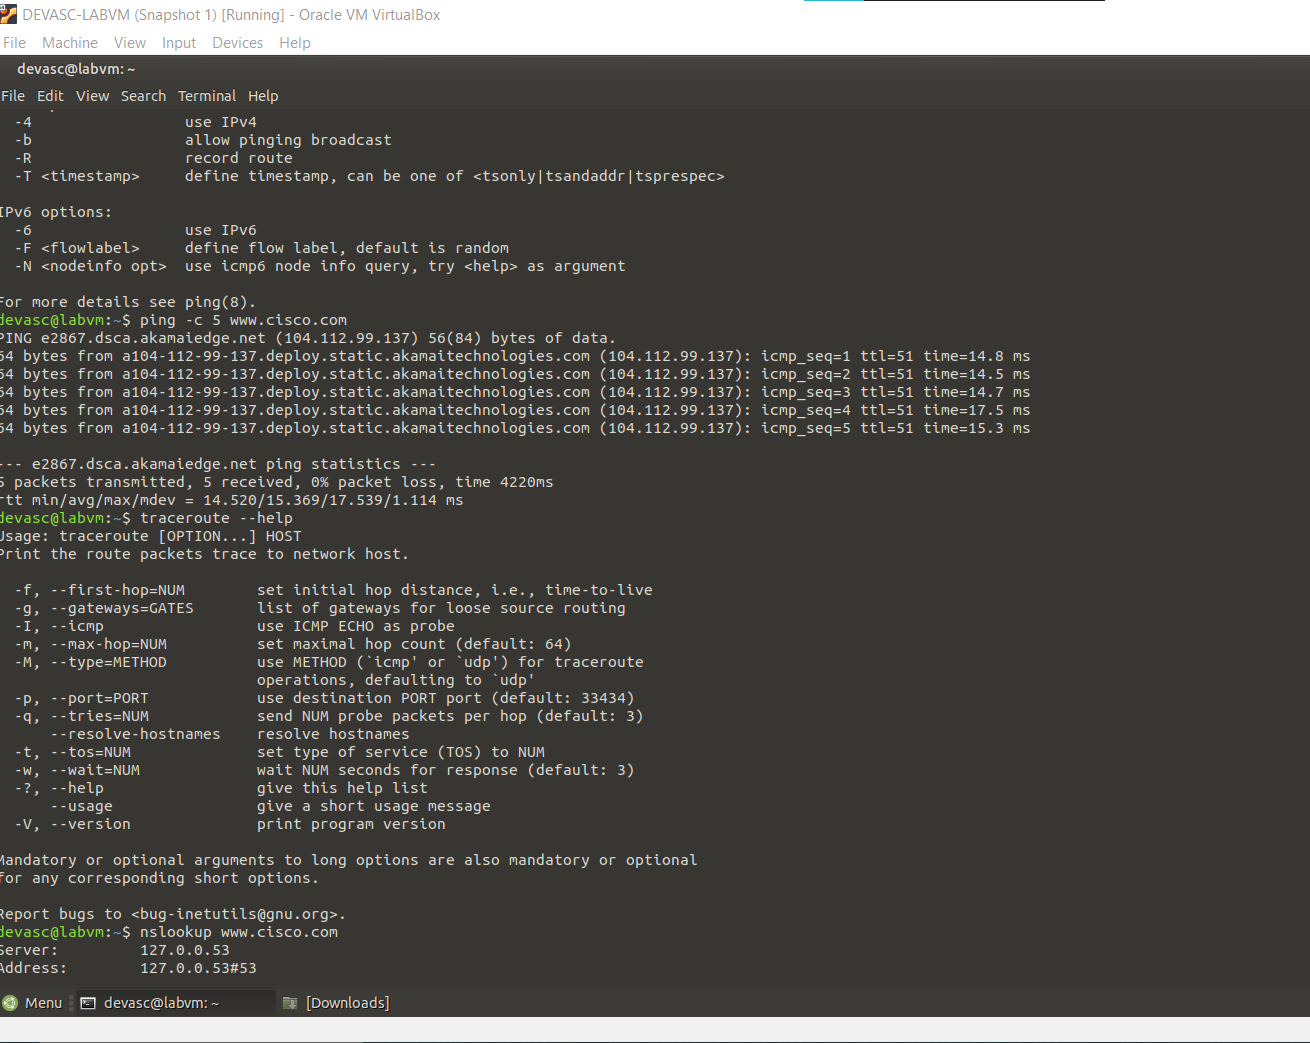 DEVASC-LABVM (Snapshot 1) [Running] - Oracle VM VirtualBox
File Machine View Input Devices Help
devasc@labvm: ~
File Edit View Search Terminal Help
-4 use IPv4
-b allow pinging broadcast
-R record route
-T <timestamp> define timestamp, can be one of <tsonly|tsandaddr|tsprespec>
IPv6 options:
-6 use IPv6
-F <flowlabel> define flow label, default is random
-N <nodeinfo opt> use icmp6 node info query, try <help> as argument
For more details see ping(8).
devasc@labvm:~$ ping -c 5 www.cisco.com
PING e2867.dsca.akamaiedge.net (104.112.99.137) 56(84) bytes of data.
64 bytes from a104-112-99-137.deploy.static.akamaitechnologies.com (104.112.99.137): icmp_seq=1 ttl=51 time=14.8 ms
64 bytes from a104-112-99-137.deploy.static.akamaitechnologies.com (104.112.99.137): icmp_seq=2 ttl=51 time=14.5 ms
64 bytes from a104-112-99-137.deploy.static.akamaitechnologies.com (104.112.99.137): icmp_seq=3 ttl=51 time=14.7 ms
64 bytes from a104-112-99-137.deploy.static.akamaitechnologies.com (104.112.99.137): icmp_seq=4 ttl=51 time=17.5 ms
64 bytes from a104-112-99-137.deploy.static.akamaitechnologies.com (104.112.99.137): icmp_seq=5 ttl=51 time=15.3 ms
--- e2867.dsca.akamaiedge.net ping statistics ---
5 packets transmitted, 5 received, 0% packet loss, time 4220ms
rtt min/avg/max/mdev = 14.520/15.369/17.539/1.114 ms
devasc@labvm:~$ traceroute --help
Usage: traceroute [OPTION...] HOST
Print the route packets trace to network host.
-f, --first-hop=NUM set initial hop distance, i.e., time-to-live
-g, --gateways=GATES list of gateways for loose source routing
-I, --icmp use ICMP ECHO as probe
-m, --max-hop=NUM set maximal hop count (default: 64)
-M, --type=METHOD use METHOD (`icmp' or `udp') for traceroute
operations, defaulting to `udp'
-p, --port=PORT use destination PORT port (default: 33434)
-q, --tries=NUM send NUM probe packets per hop (default: 3)
--resolve-hostnames resolve hostnames
-t, --tos=NUM set type of service (TOS) to NUM
-w, --wait=NUM wait NUM seconds for response (default: 3)
-?, --help give this help list
--usage give a short usage message
-V, --version print program version
Mandatory or optional arguments to long options are also mandatory or optional
for any corresponding short options.
Report bugs to <bug-inetutils@gnu.org>.
devasc@labvm:~$ nslookup www.cisco.com
Server: 127.0.0.53
Address: 127.0.0.53#53
Menu devasc@labvm: ~ [Downloads]